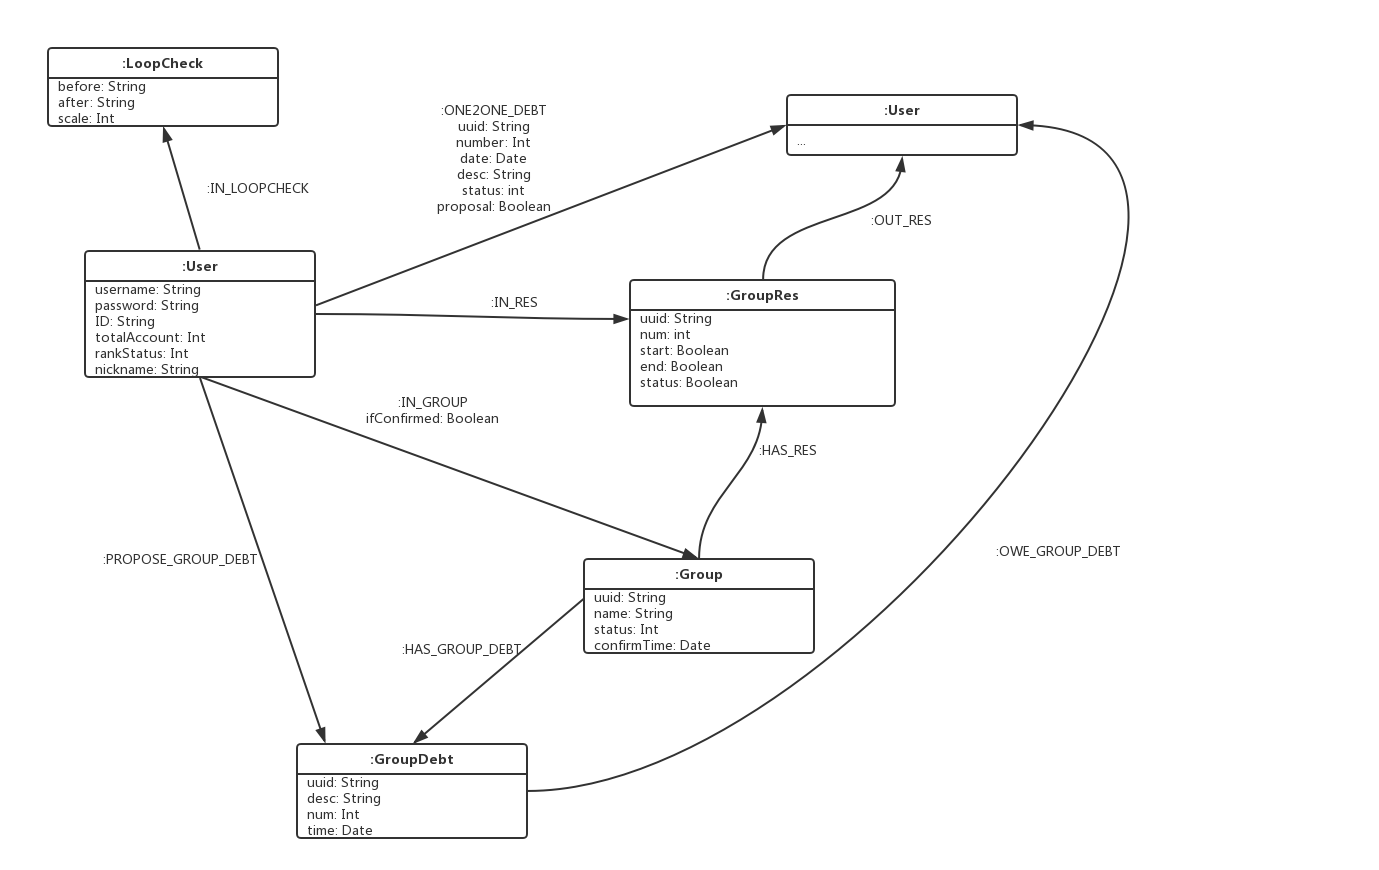 :LoopCheck
before: String
after: String
scale: Int
:ONE2ONE_DEBT
uuid: String
number: Int
date: Date
desc: String
status: int
proposal: Boolean
:User
...
:IN_LOOPCHECK
:OUT_RES
:User
username: String
password: String
ID: String
totalAccount: Int
rankStatus: Int
nickname: String
:IN_RES
:GroupRes
uuid: String
num: int
start: Boolean
end: Boolean
status: Boolean
:IN_GROUP
ifConfirmed: Boolean
:HAS_RES
:PROPOSE_GROUP_DEBT
:OWE_GROUP_DEBT
:Group
uuid: String
name: String
status: Int
confirmTime: Date
:HAS_GROUP_DEBT
:GroupDebt
uuid: String
desc: String
num: Int
time: Date